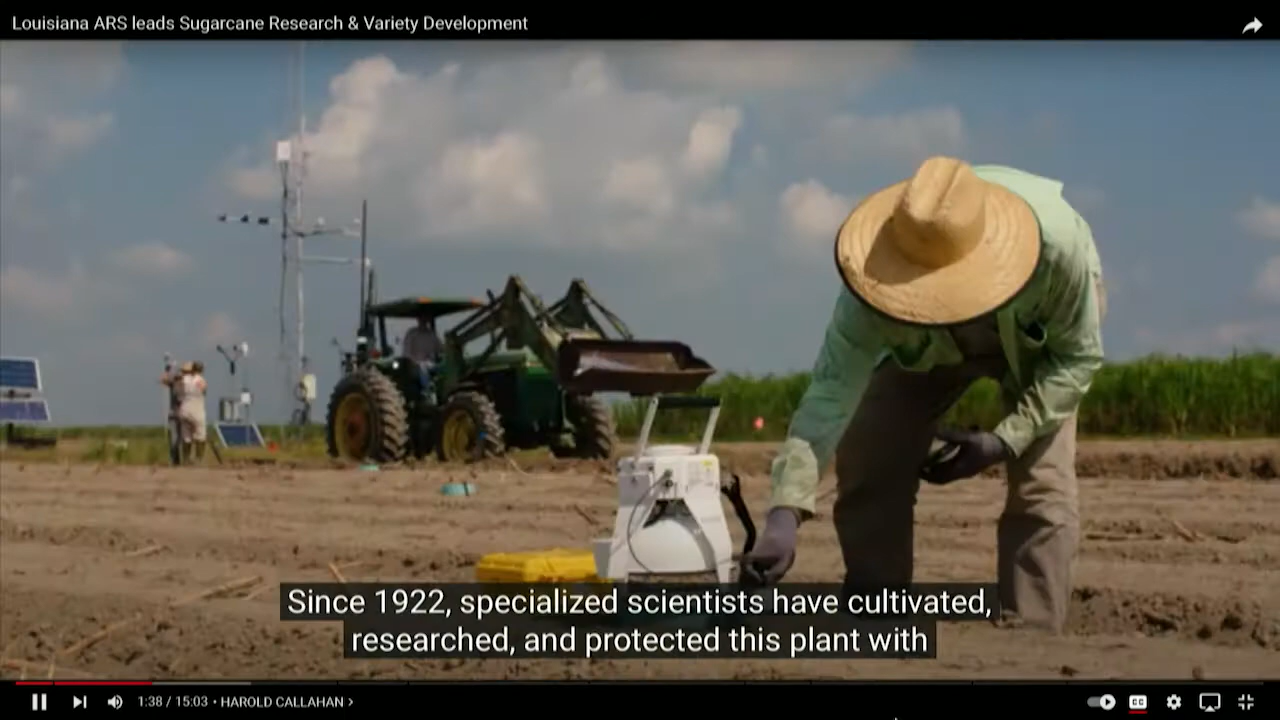 Louisiana ARS leads Sugarcane Research & Variety Development
Since 1922, specialized scientists have cultivated,
researched, and protected this plant with
1:38 / 15:03 • HAROLD CALLAHAN >
CC